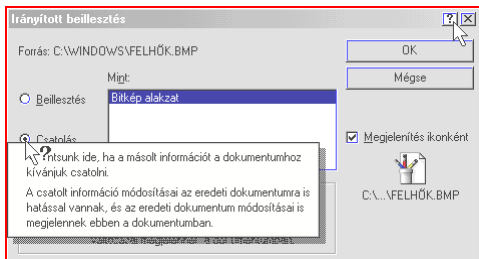 Irányított beillesztés
Forrás: C:\WINDOWS\FELHŐK.BMP
OK
Mint:
Mégse
Beillesztés
Bitkép alakzat
Csatolás
Megjelenítés ikonként
ntsunk ide, ha a másolt információt a dokumentumhoz
kívánjuk csatolni.
A csatolt információ módosításai az eredeti dokumentumra is
hatással vannak, és az eredeti dokumentum módosításai is
megjelennek ebben a dokumentumban.
C:\...\FELHŐK.BMP